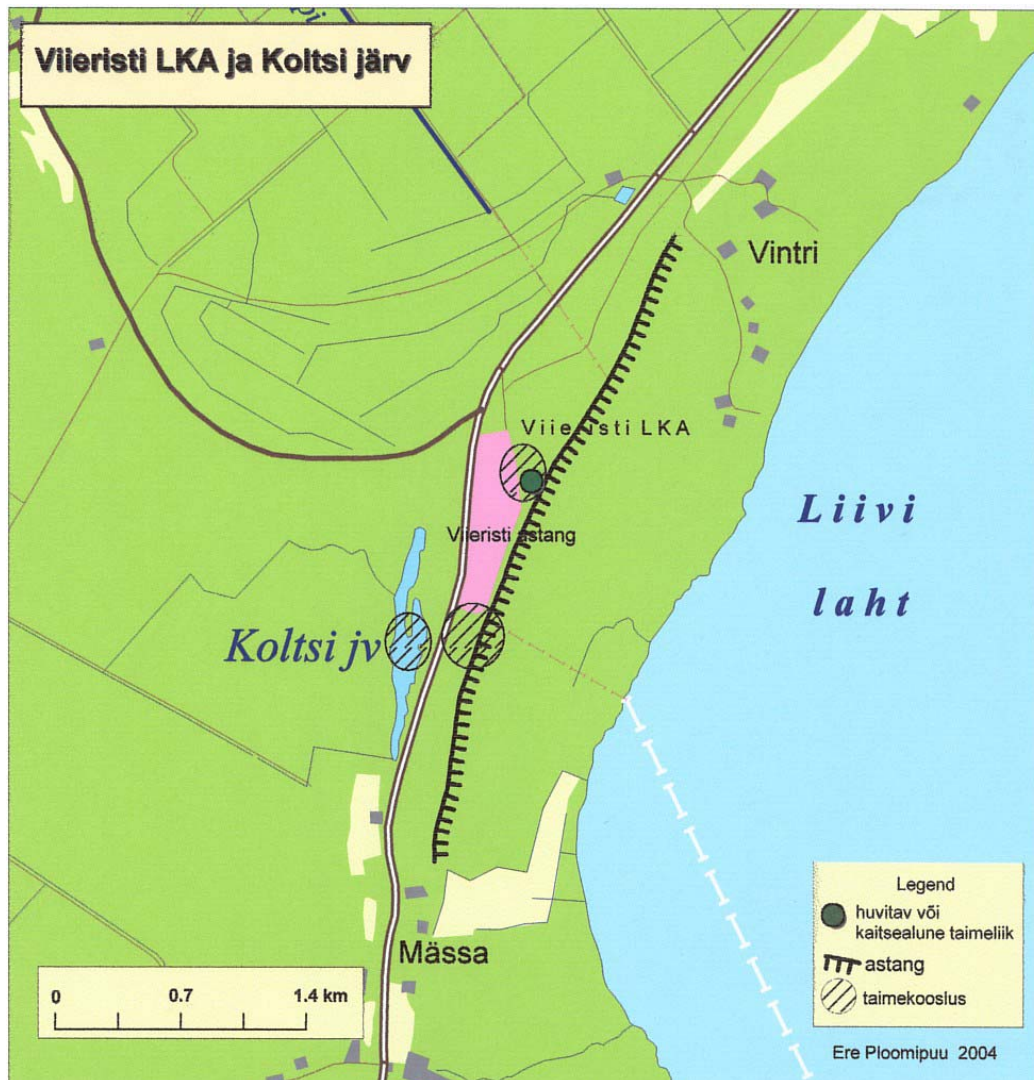 Viieristi LKA ja Koltsi järv
pi
Vintri
Viieristi LKA
Liivi
laht
Viieristi astang
Koltsi jv
Mässa
0 0.7 1.4 km
Legend
huvitav või
kaitsealune taimeliik
astang
taimekooslus
Ere Ploomipuu 2004